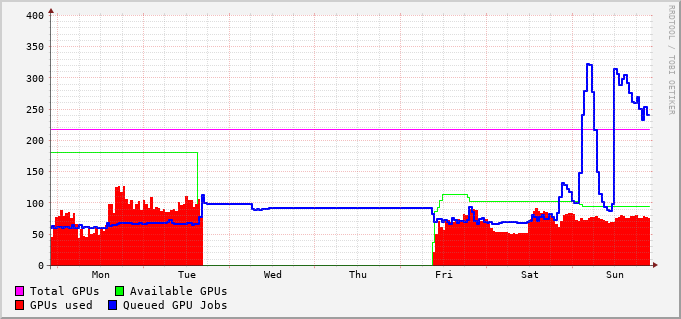 400
350
300
250
200
150
100
50
0
Mon Tue Wed Thu Fri Sat Sun
Total GPUs Available GPUs
GPUs used Queued GPU Jobs
RRDTOOL / TOBI OETIKER